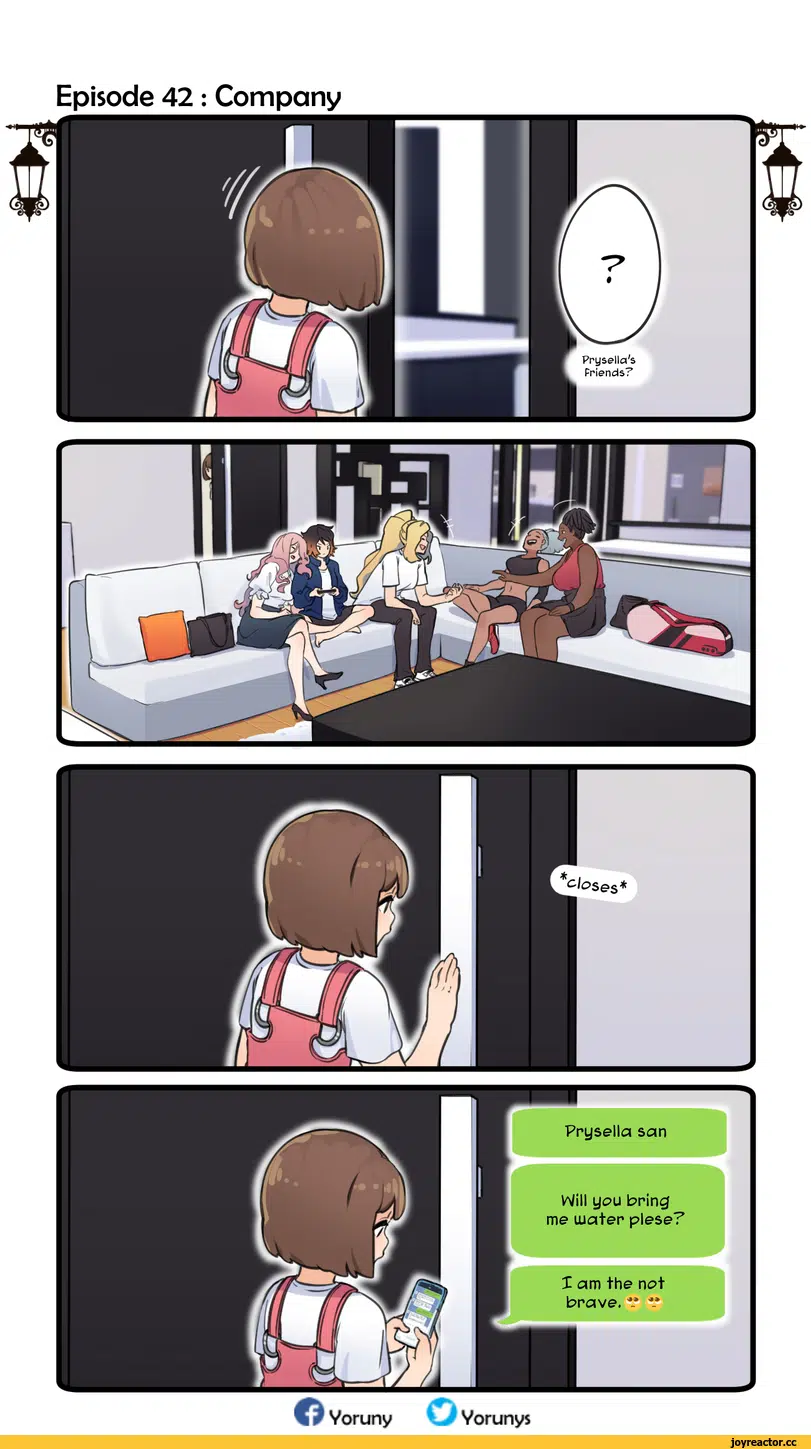 Episode 42 : Company
?
Prysella's
friends?
*closes*
Prysella san
Will you bring
me water plese?
I am the not
brave.🥺🥺
Yoruny
Yorunys
joyreactor.cc